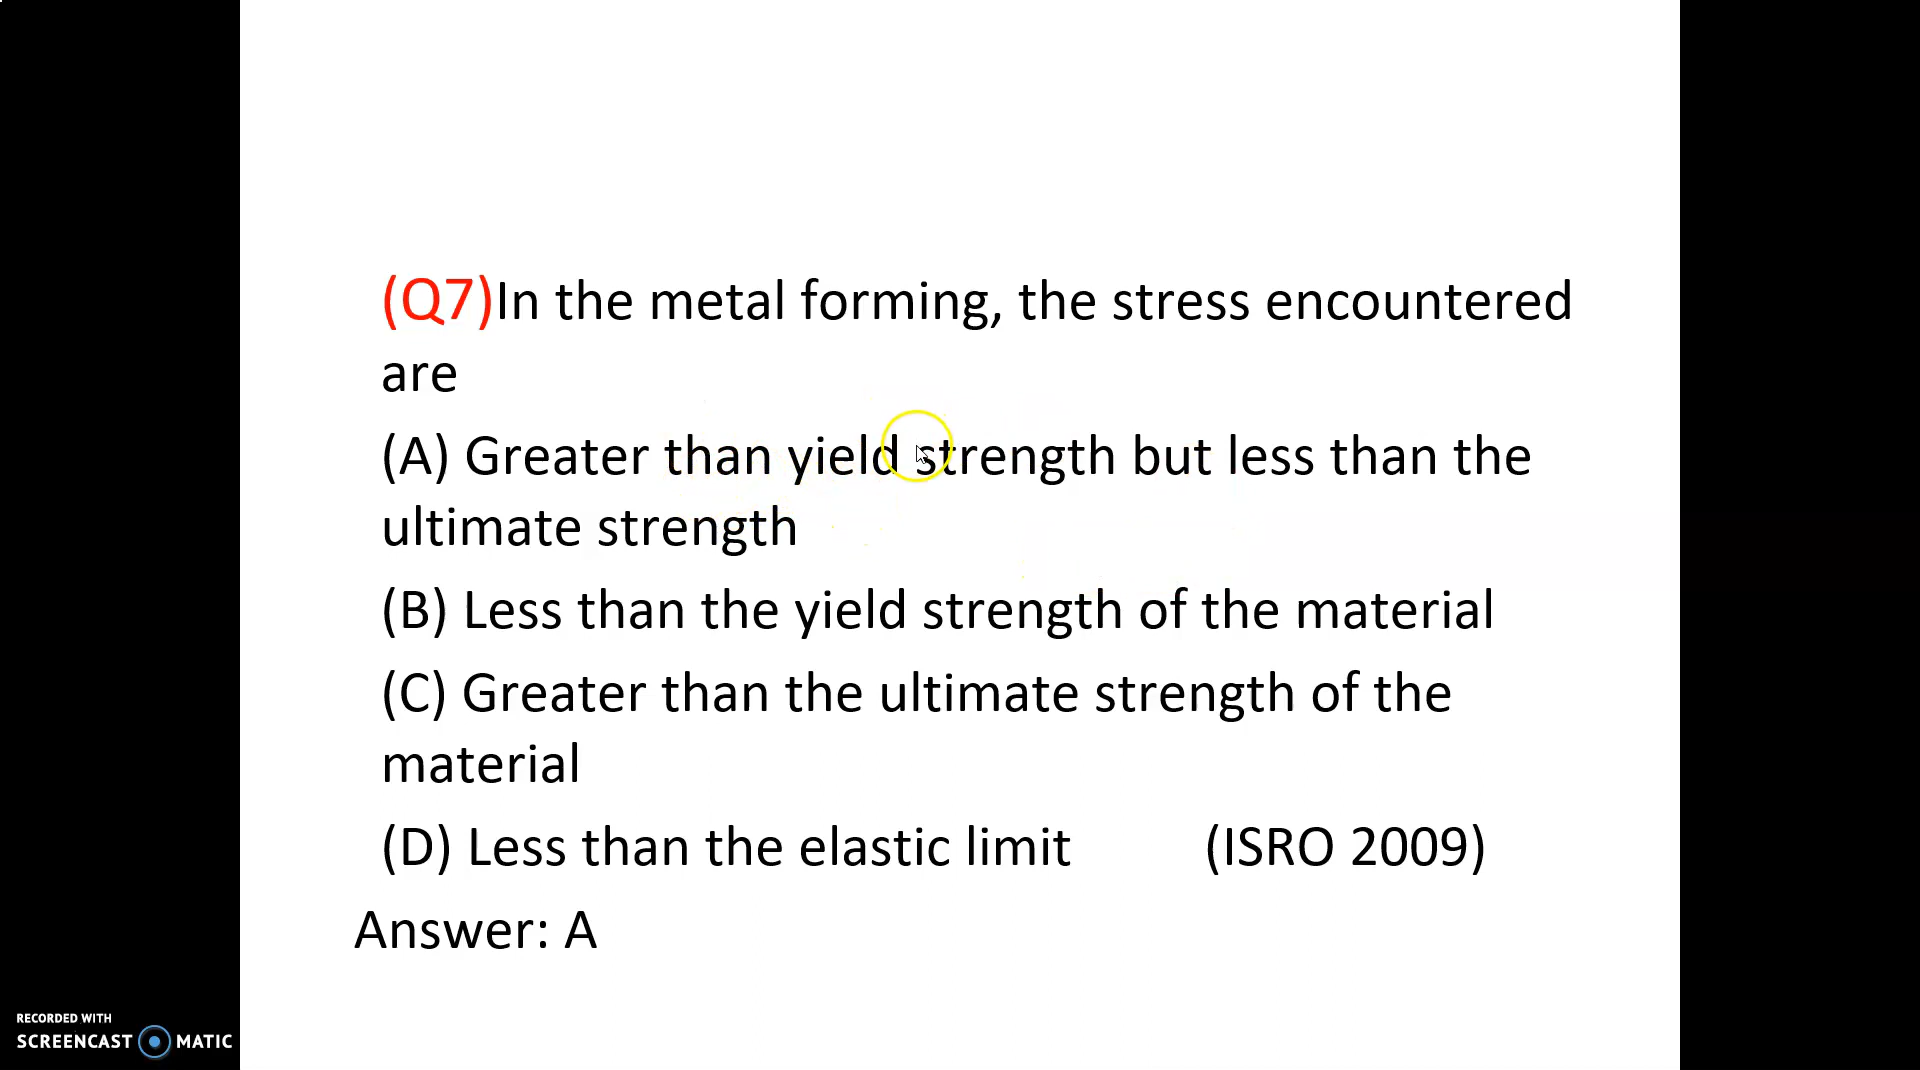 (Q7)In the metal forming, the stress encountered
are
(A) Greater than yield strength but less than the
ultimate strength
(B) Less than the yield strength of the material
(C) Greater than the ultimate strength of the
material
(D) Less than the elastic limit (ISRO 2009)
Answer: A
RECORDED WITH
SCREENCAST MATIC